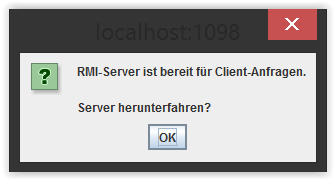 localhost:1098
RMI-Server ist bereit für Client-Anfragen.
Server herunterfahren?
OK